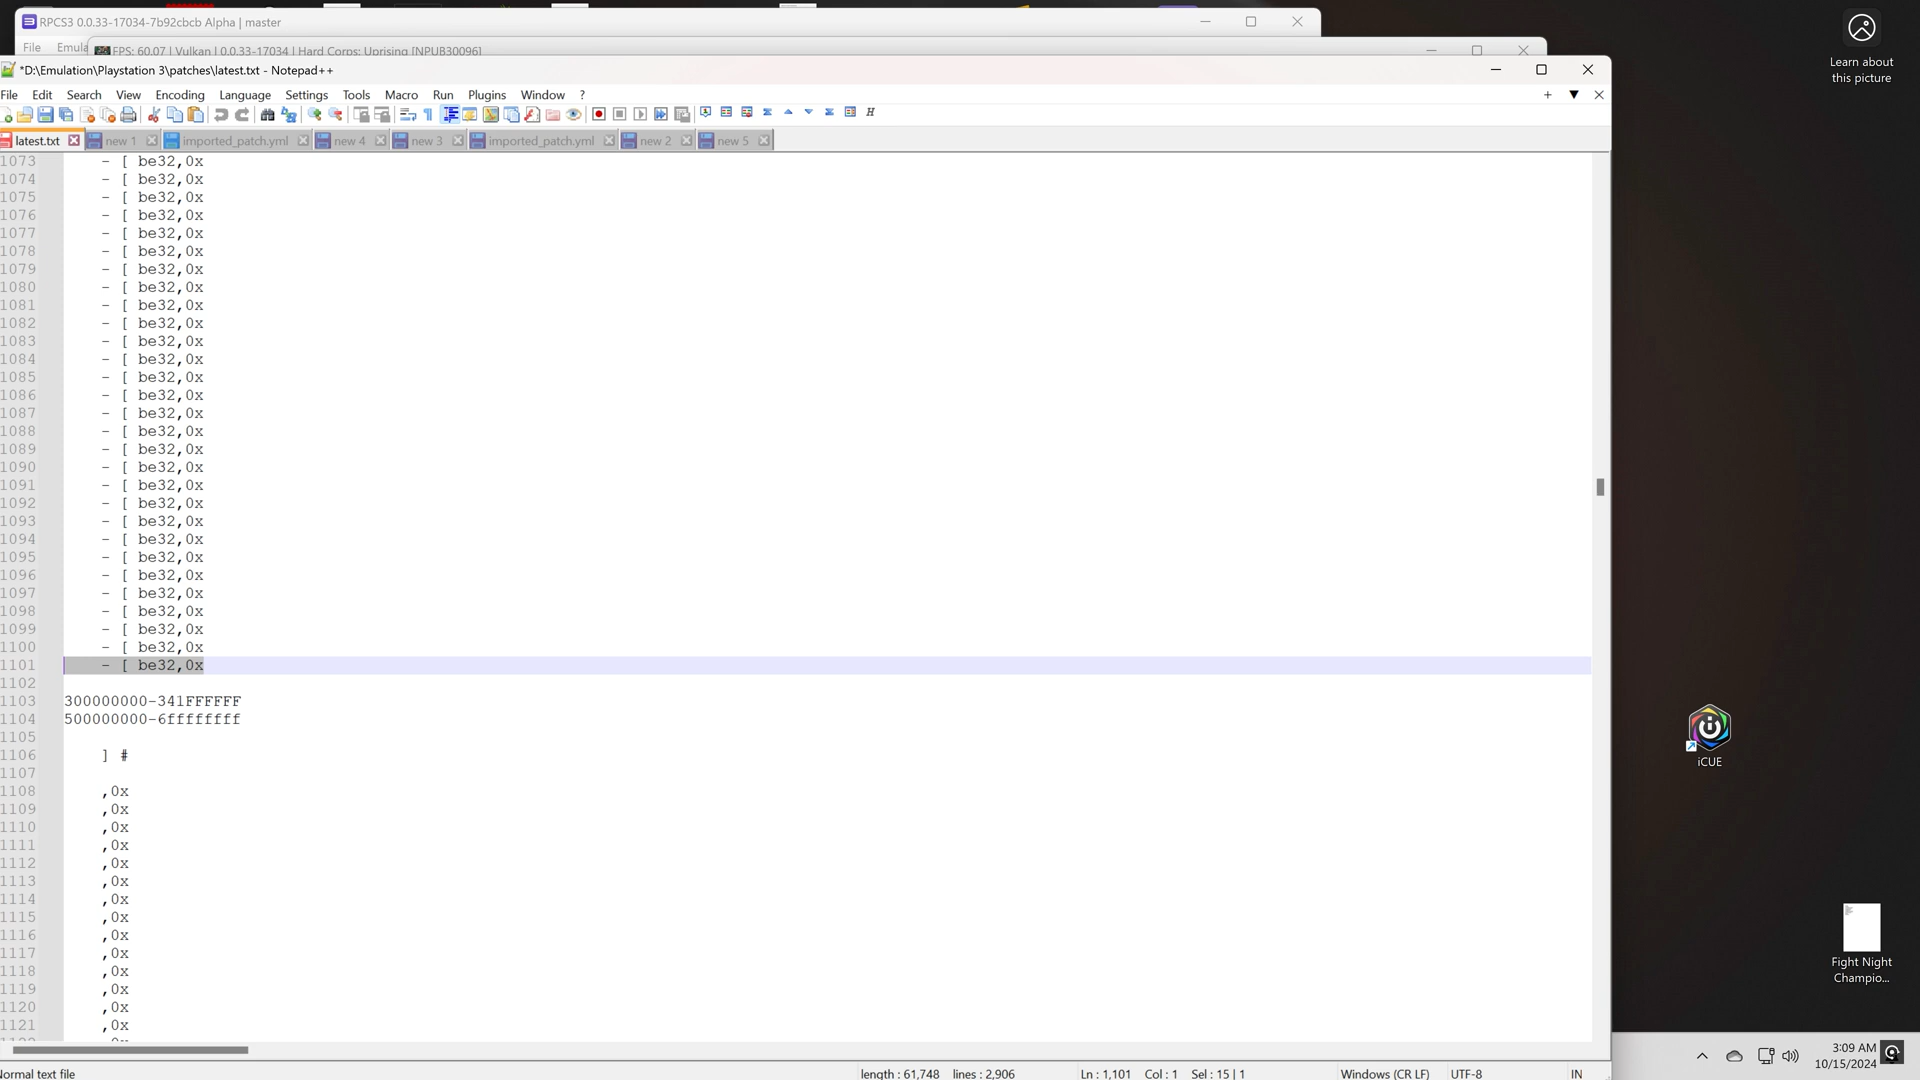 RPCS3 0.0.33-17034-7b92cbcb Alpha | master
File Emula
FPS: 60.07 | Vulkan | 0.0.33-17034 | Hard Corps: Uprising [NPUB30096]
*D:\Emulation\Playstation 3\patches\latest.txt - Notepad++
File Edit Search View Encoding Language Settings Tools Macro Run Plugins Window ?
latest.txt new 1 imported_patch.yml new 4 new 3 imported_patch.yml new 2 new 5
1073 - [ be32,0x
1074 - [ be32,0x
1075 - [ be32,0x
1076 - [ be32,0x
1077 - [ be32,0x
1078 - [ be32,0x
1079 - [ be32,0x
1080 - [ be32,0x
1081 - [ be32,0x
1082 - [ be32,0x
1083 - [ be32,0x
1084 - [ be32,0x
1085 - [ be32,0x
1086 - [ be32,0x
1087 - [ be32,0x
1088 - [ be32,0x
1089 - [ be32,0x
1090 - [ be32,0x
1091 - [ be32,0x
1092 - [ be32,0x
1093 - [ be32,0x
1094 - [ be32,0x
1095 - [ be32,0x
1096 - [ be32,0x
1097 - [ be32,0x
1098 - [ be32,0x
1099 - [ be32,0x
1100 - [ be32,0x
1101 - [ be32,0x
1102
1103 300000000-341FFFFFF
1104 500000000-6ffffffff
1105
1106 ] #
1107
1108 ,0x
1109 ,0x
1110 ,0x
1111 ,0x
1112 ,0x
1113 ,0x
1114 ,0x
1115 ,0x
1116 ,0x
1117 ,0x
1118 ,0x
1119 ,0x
1120 ,0x
1121 ,0x
Normal text file length : 61,748 lines : 2,906 Ln : 1,101 Col : 1 Sel : 15 | 1 Windows (CR LF) UTF-8 IN
Learn about
this picture
iCUE
Fight Night
Champio...
3:09 AM
10/15/2024